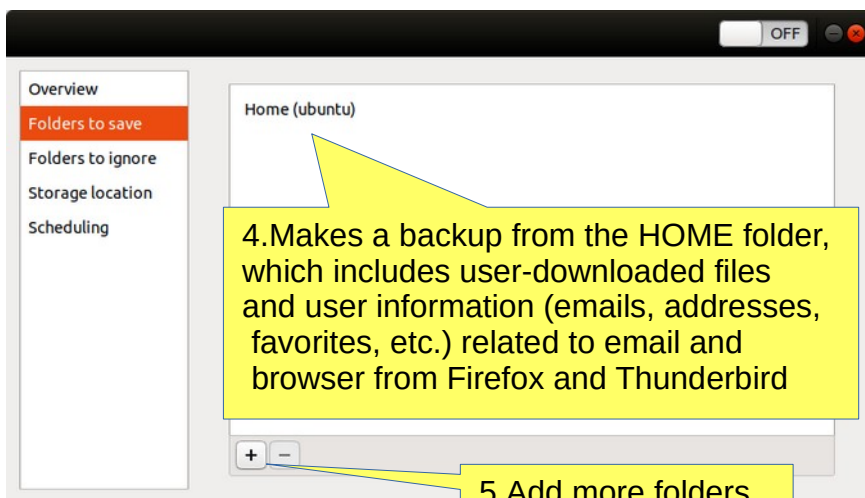 OFF
Overview
Folders to save
Folders to ignore
Storage location
Scheduling
Home (ubuntu)
4.Makes a backup from the HOME folder,
which includes user-downloaded files
and user information (emails, addresses,
favorites, etc.) related to email and
browser from Firefox and Thunderbird
+ −
5.Add more folders